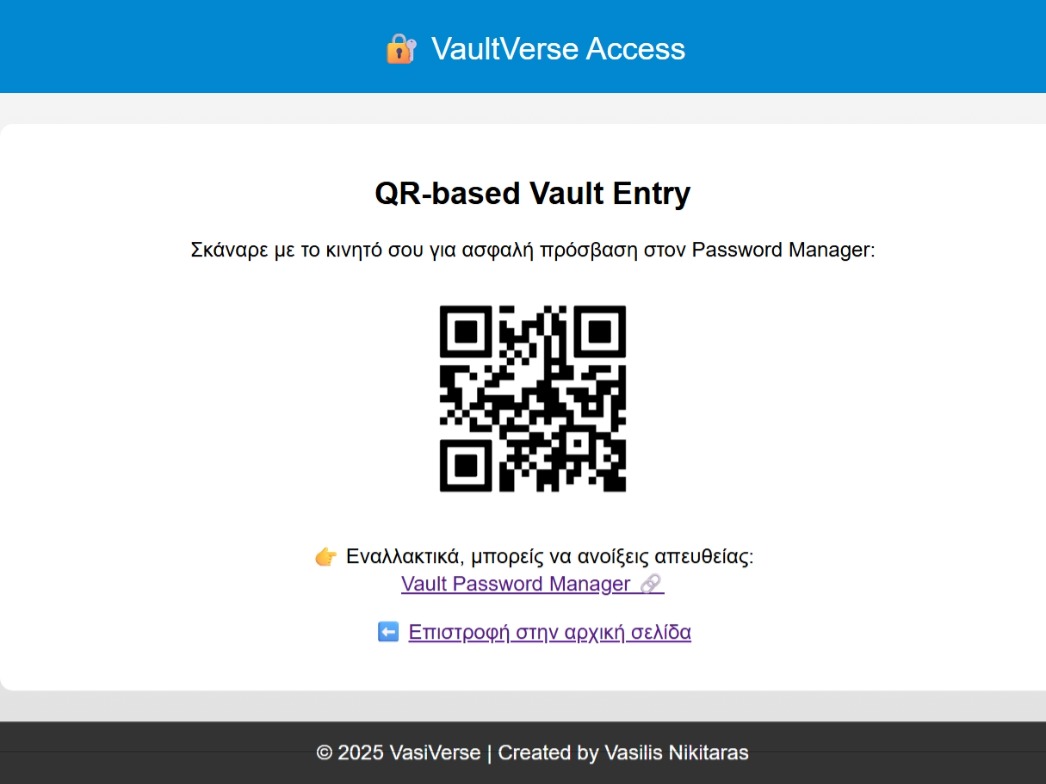 VaultVerse Access
QR-based Vault Entry
Σκάναρε με το κινητό σου για ασφαλή πρόσβαση στον Password Manager:
Εναλλακτικά, μπορείς να ανοίξεις απευθείας:
Vault Password Manager
Επιστροφή στην αρχική σελίδα
© 2025 VasiVerse | Created by Vasilis Nikitaras